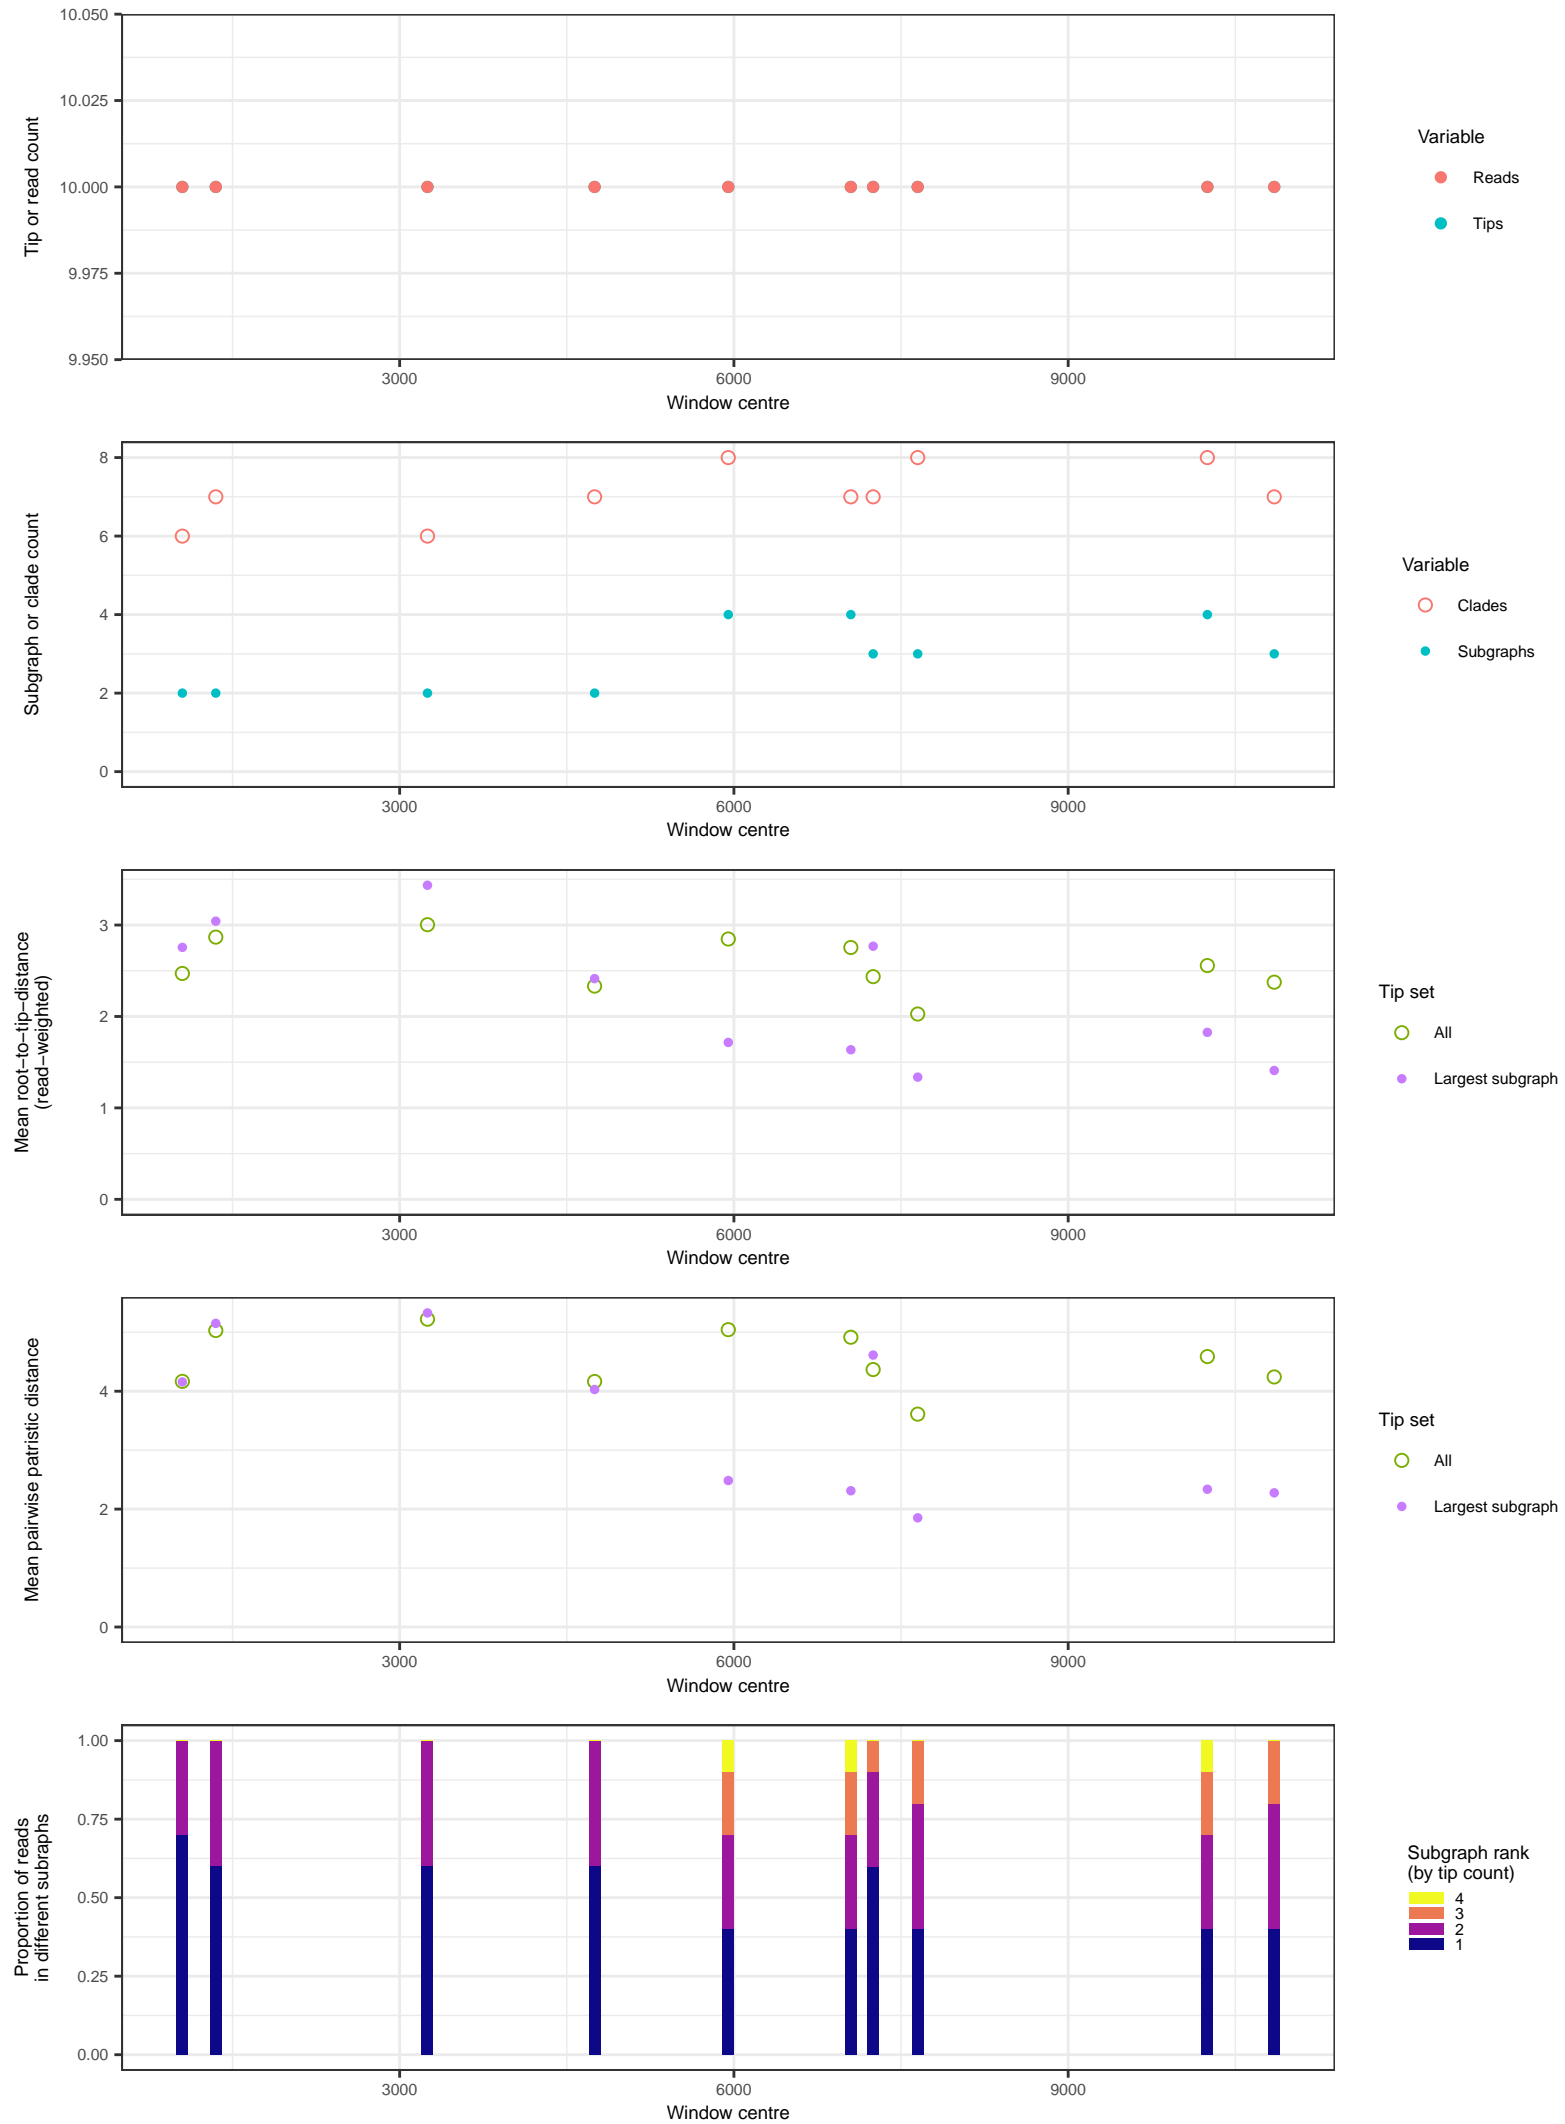 10.050
10.025
10.000
9.975
9.950
Tip or read count
3000 6000 9000
Window centre
Variable
Reads
Tips
8
6
4
2
0
Subgraph or clade count
3000 6000 9000
Window centre
Variable
Clades
Subgraphs
3
2
1
0
Mean root−to−tip−distance
(read−weighted)
3000 6000 9000
Window centre
Tip set
All
Largest subgraph
4
2
0
Mean pairwise patristic distance
3000 6000 9000
Window centre
Tip set
All
Largest subgraph
1.00
0.75
0.50
0.25
0.00
Proportion of reads
in different subraphs
3000 6000 9000
Window centre
Subgraph rank
(by tip count)
4
3
2
1